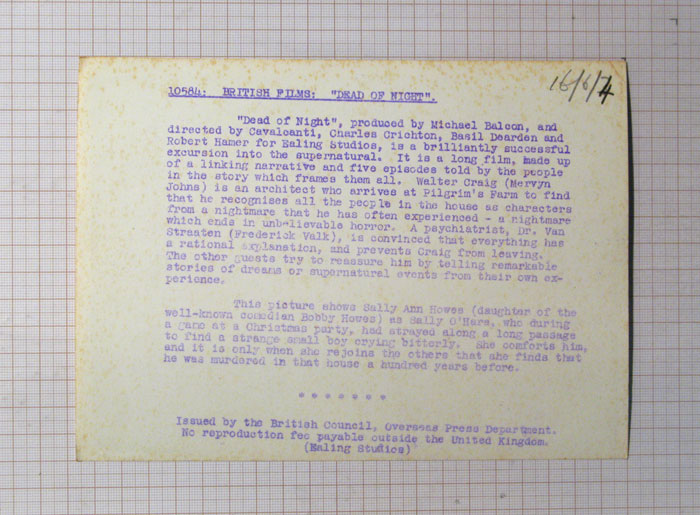 16/6/74
10584: BRITISH FILMS: "DEAD OF NIGHT".
"Dead of Night", produced by Michael Balcon, and
directed by Cavalcanti, Charles Crichton, Basil Dearden and
Robert Hamer for Ealing Studios, is a brilliantly successful
excursion into the supernatural. It is a long film, made up
of a linking narrative and five episodes told by the people
in the story which frames them all. Walter Craig (Mervyn
Johns) is an architect who arrives at Pilgrim's Farm to find
that he recognises all the people in the house as characters
from a nightmare that he has often experienced - a nightmare
which ends in unbelievable horror. A psychiatrist, Dr. Van
Straaten (Frederick Valk), is convinced that everything has
a rational explanation, and prevents Craig from leaving.
The other guests try to reassure him by telling remarkable
stories of dreams or supernatural events from their own ex-
perience.
This picture shows Sally Ann Howes (daughter of the
well-known comedian Bobby Howes) as Sally O'Hara, who during
a game at a Christmas party, had strayed along a long passage
to find a strange small boy crying bitterly. She comforts him,
and it is only when she rejoins the others that she finds that
he was murdered in that house a hundred years before.
* * * * * * *
Issued by the British Council, Overseas Press Department.
No reproduction fee payable outside the United Kingdom.
(Ealing Studios)